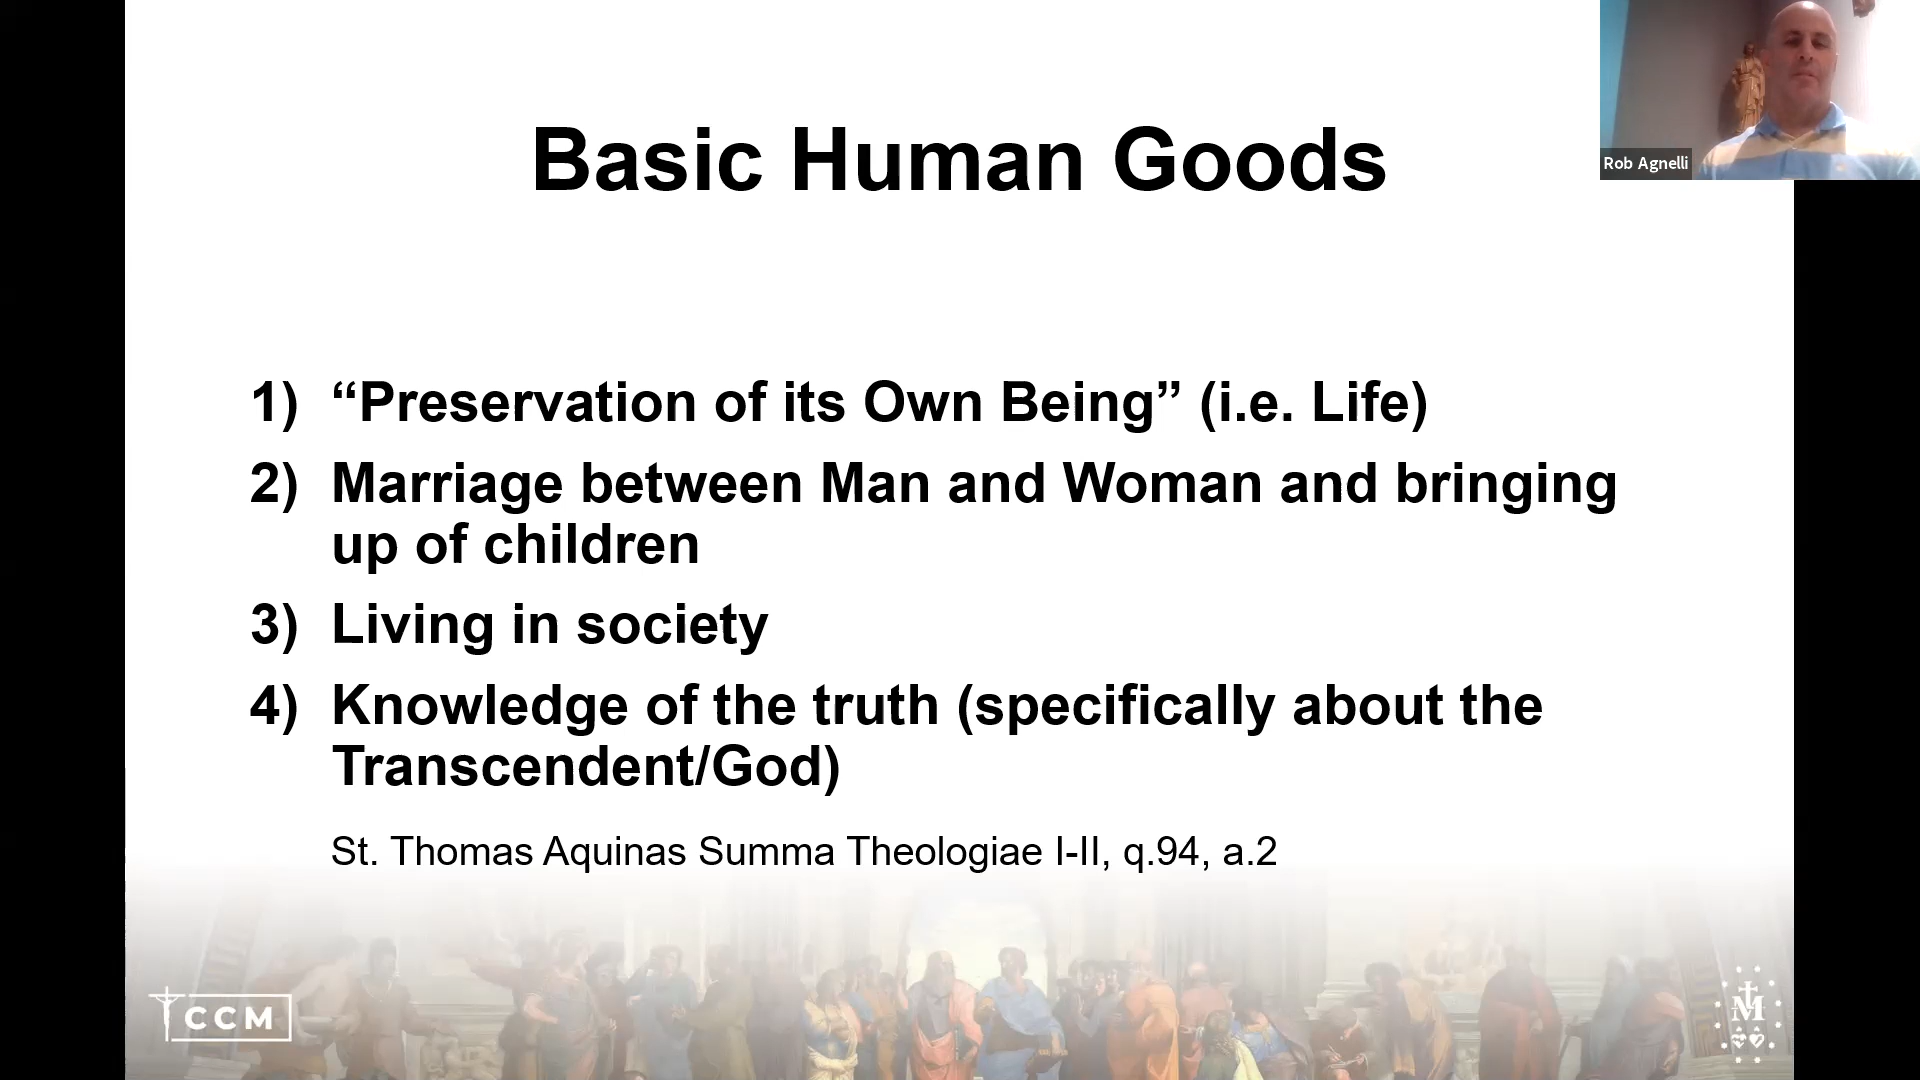 Basic Human Goods
Rob Agnelli
1) “Preservation of its Own Being” (i.e. Life)
2) Marriage between Man and Woman and bringing
up of children
3) Living in society
4) Knowledge of the truth (specifically about the
Transcendent/God)
St. Thomas Aquinas Summa Theologiae I-II, q.94, a.2
CCM
M